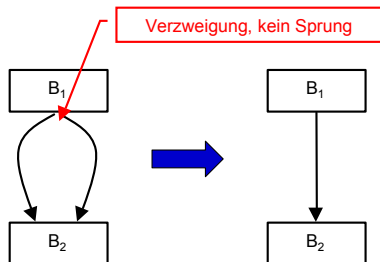 Verzweigung, kein Sprung
B₁ B₁
B₂ B₂